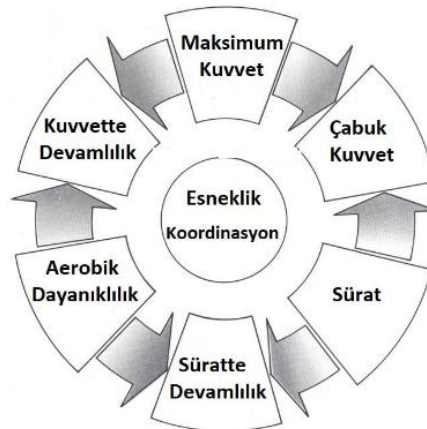 Maksimum
Kuvvet
Kuvvette
Devamlılık
Çabuk
Kuvvet
Esneklik
Koordinasyon
Aerobik
Dayanıklılık
Sürat
Süratte
Devamlılık